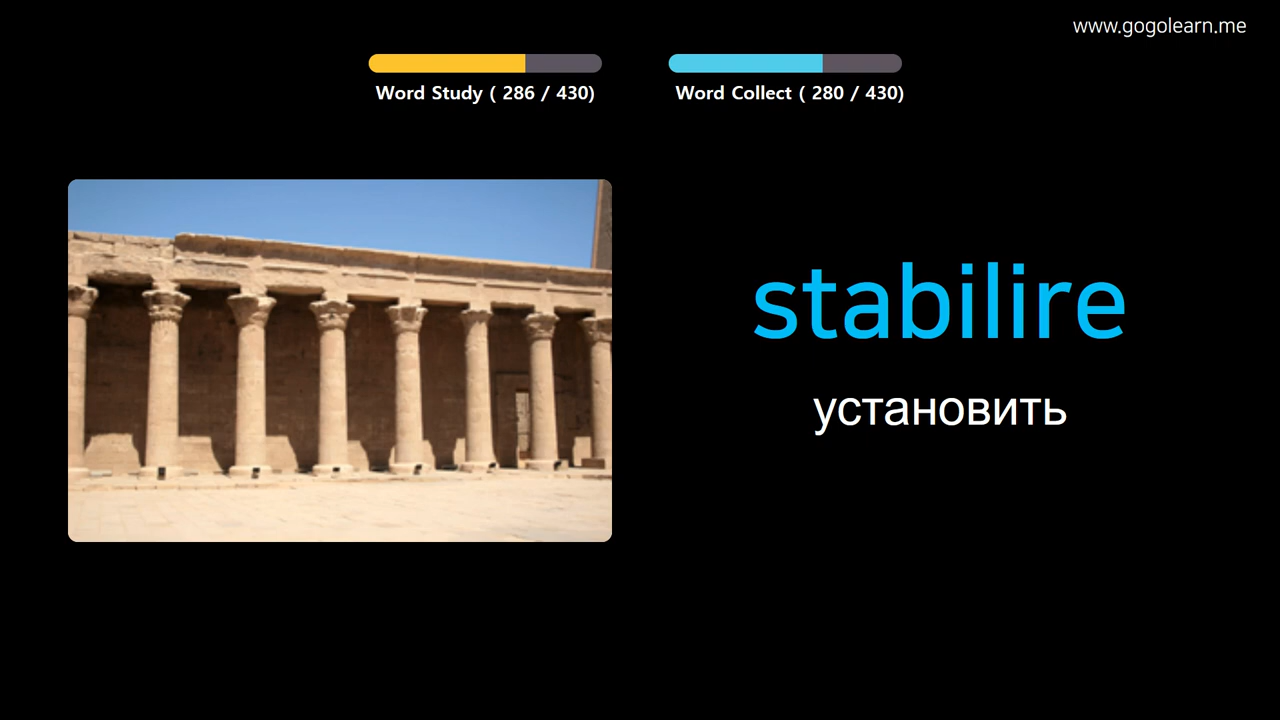 www.gogolearn.me
Word Study ( 286 / 430)
Word Collect ( 280 / 430)
stabilire
установить